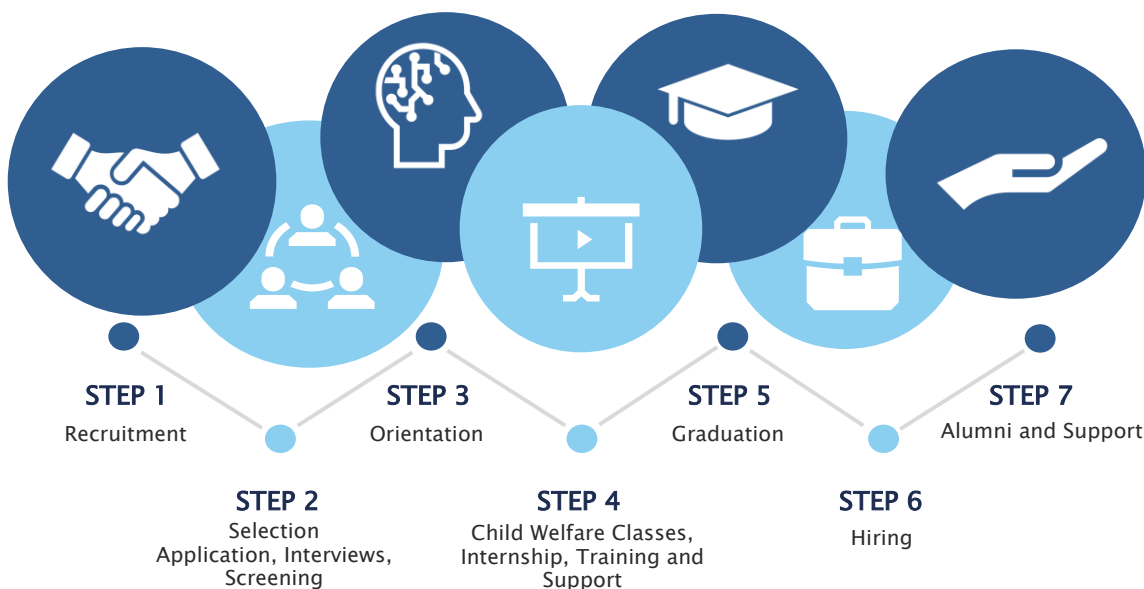 STEP 1
Recruitment
STEP 2
Selection
Application, Interviews,
Screening
STEP 3
Orientation
STEP 4
Child Welfare Classes,
Internship, Training and
Support
STEP 5
Graduation
STEP 6
Hiring
STEP 7
Alumni and Support